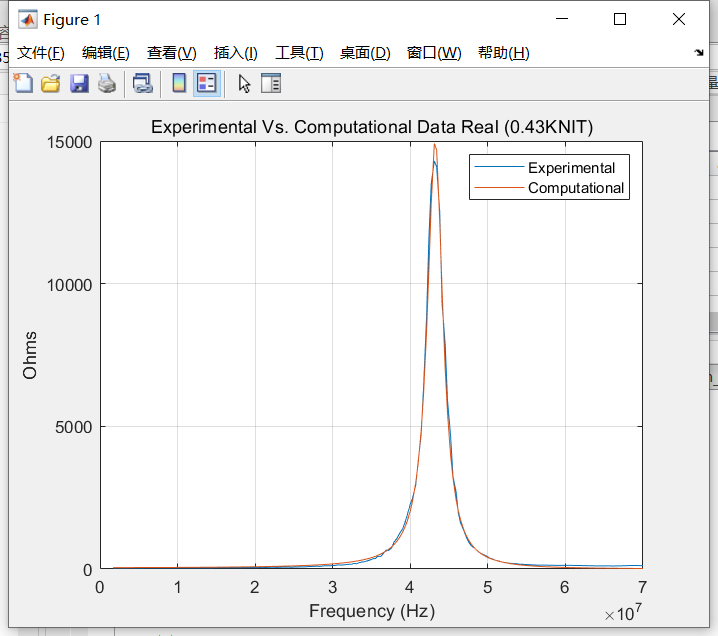 Figure 1
文件(F) 编辑(E) 查看(V) 插入(I) 工具(T) 桌面(D) 窗口(W) 帮助(H)
Experimental Vs. Computational Data Real (0.43KNIT)
15000
10000
5000
0
Ohms
Experimental
Computational
0 1 2 3 4 5 6 7
Frequency (Hz)
×10⁷